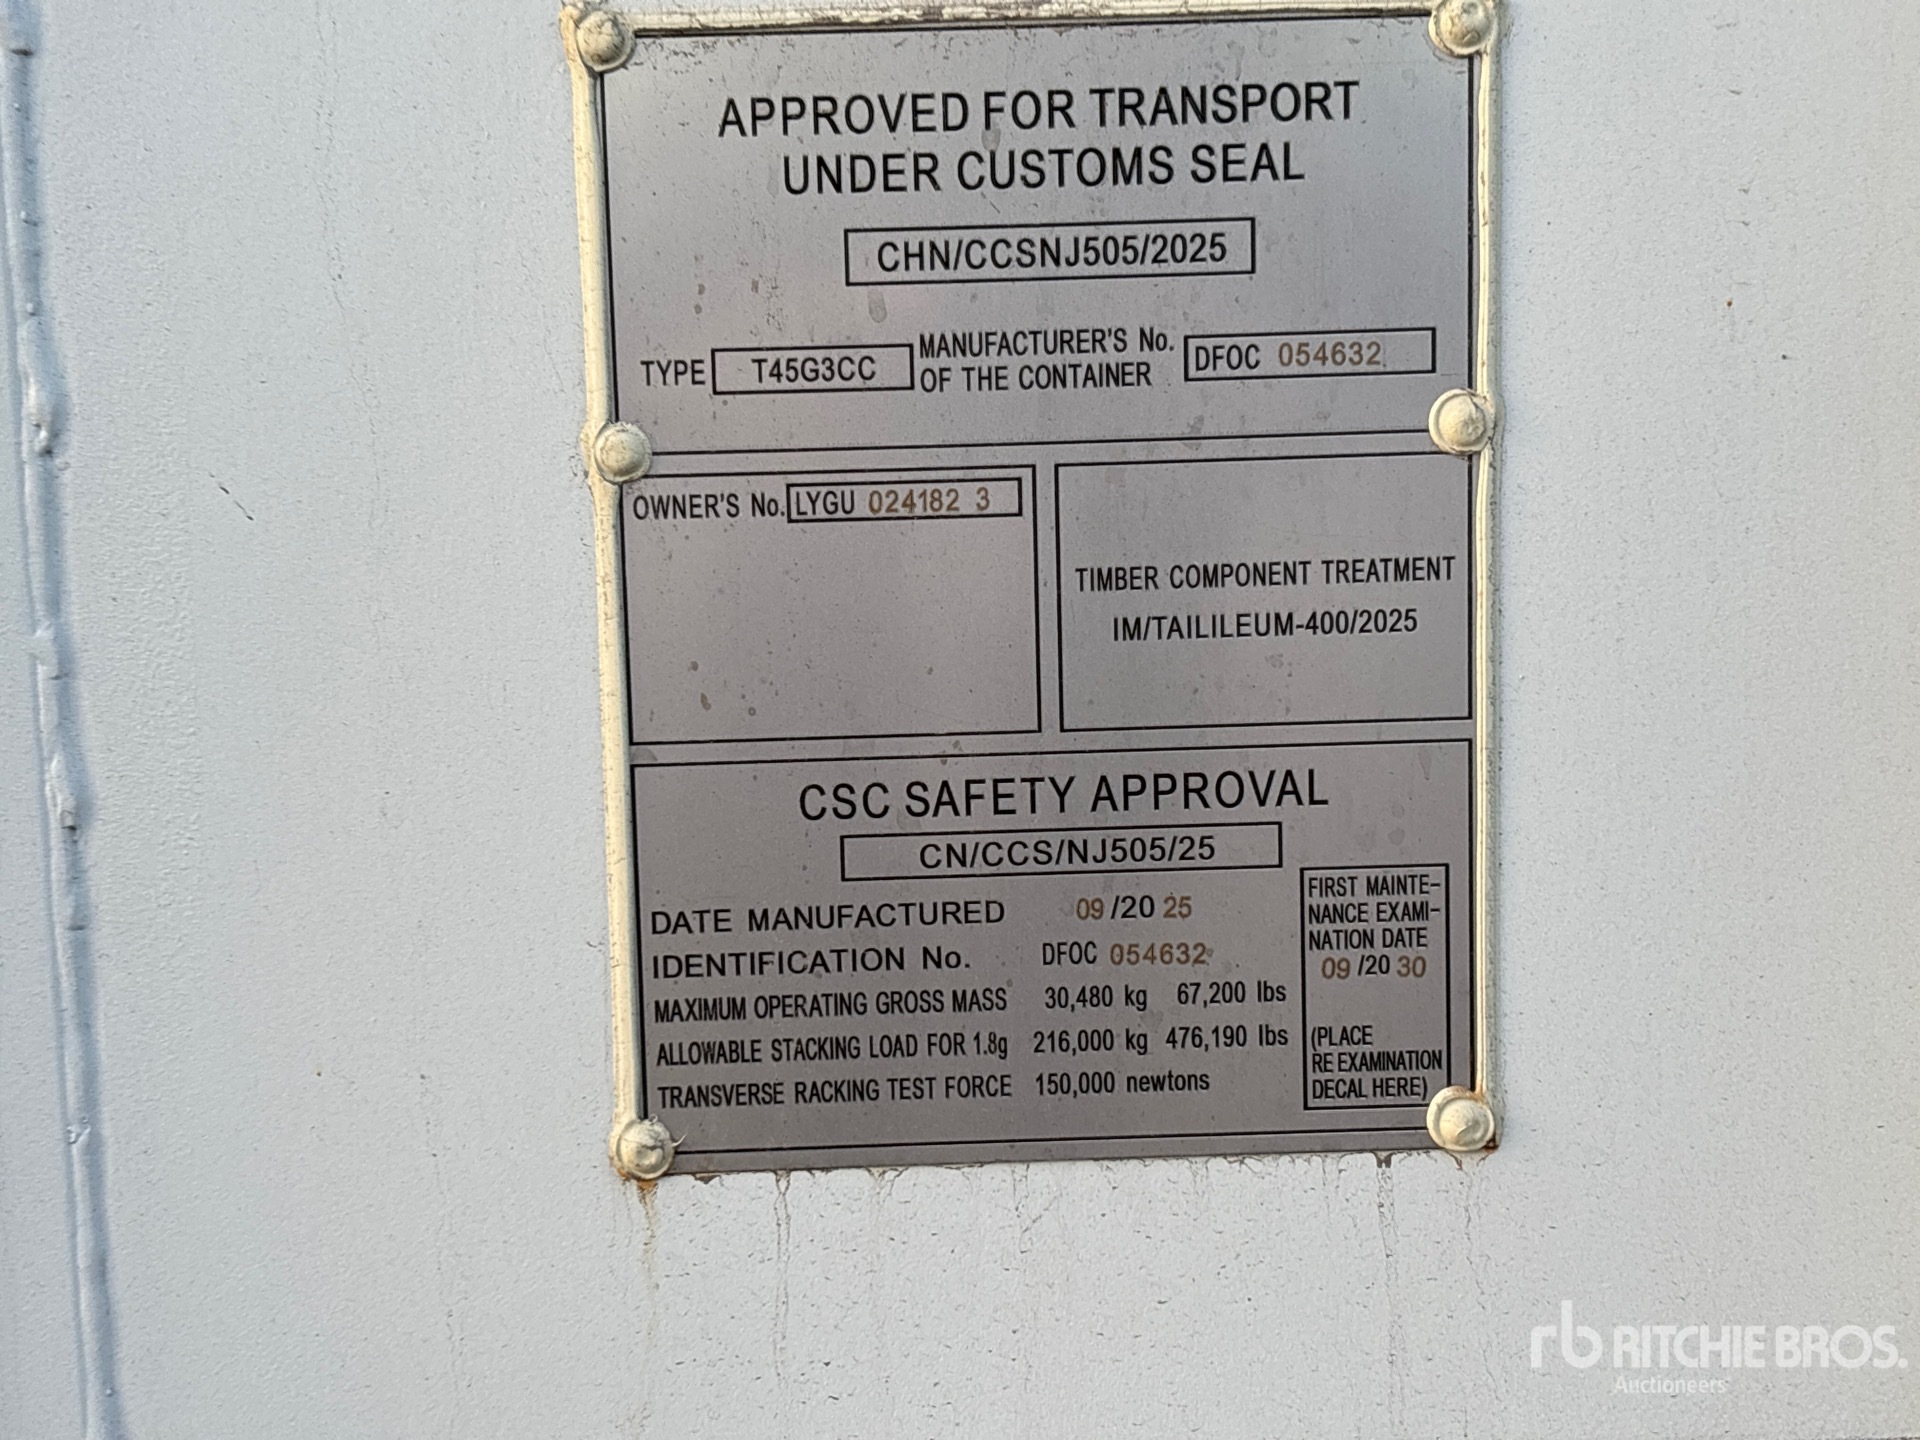 APPROVED FOR TRANSPORT
UNDER CUSTOMS SEAL
CHN/CCSNJ505/2025
TYPE T45G3CC
MANUFACTURER'S No.
OF THE CONTAINER
DFOC 054632
OWNER'S No. LYGU 024182 3
TIMBER COMPONENT TREATMENT
IM/TAILILEUM-400/2025
CSC SAFETY APPROVAL
CN/CCS/NJ505/25
DATE MANUFACTURED 09 /20 25
IDENTIFICATION No. DFOC 054632
MAXIMUM OPERATING GROSS MASS 30,480 kg 67,200 lbs
ALLOWABLE STACKING LOAD FOR 1.8g 216,000 kg 476,190 lbs
TRANSVERSE RACKING TEST FORCE 150,000 newtons
FIRST MAINTE-
NANCE EXAMI-
NATION DATE
09 /20 30
(PLACE
RE EXAMINATION
DECAL HERE)
rb RITCHIE BROS.
Auctioneers